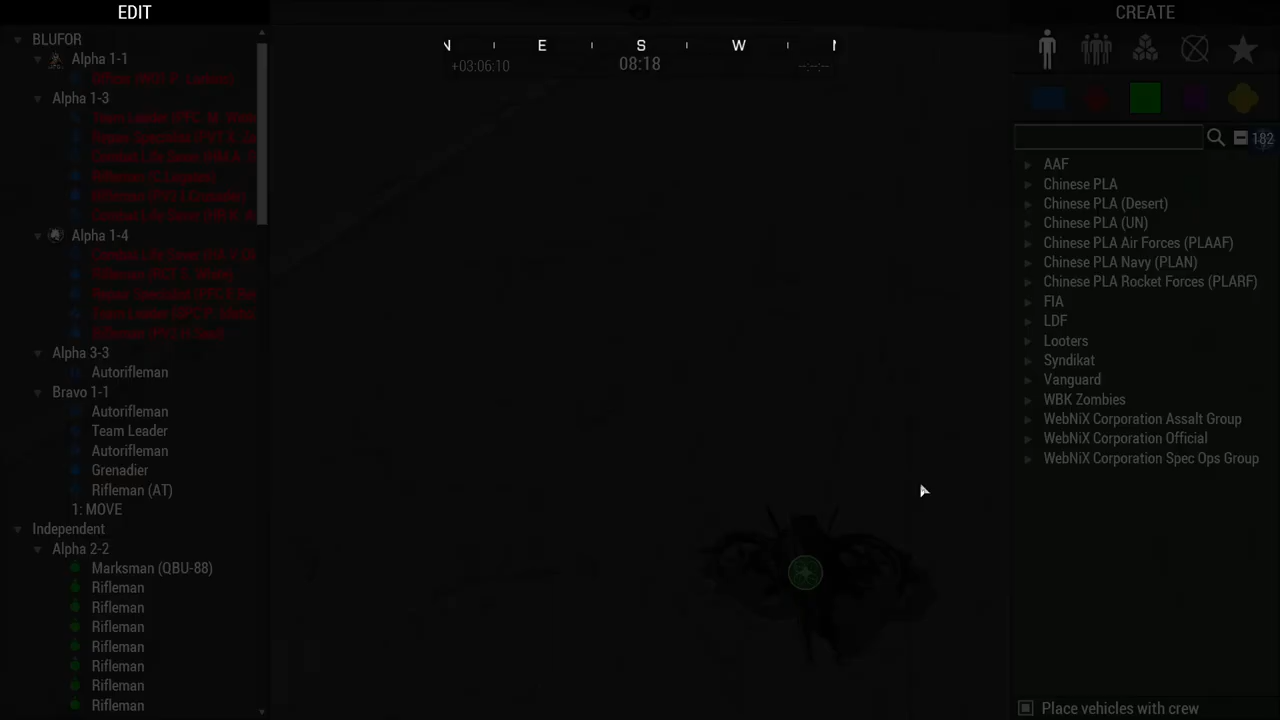 EDIT
BLUFOR
Alpha 1-1
Alpha 1-3
Alpha 1-4
Alpha 3-3
Autorifleman
Bravo 1-1
Autorifleman
Team Leader
Autorifleman
Grenadier
Rifleman (AT)
1: MOVE
Independent
Alpha 2-2
Marksman (QBU-88)
Rifleman
Rifleman
Rifleman
Rifleman
Rifleman
Rifleman
Rifleman
N E S W
+03:06:10 08:18 --:--:--
CREATE
182
AAF
Chinese PLA
Chinese PLA (Desert)
Chinese PLA (UN)
Chinese PLA Air Forces (PLAAF)
Chinese PLA Navy (PLAN)
Chinese PLA Rocket Forces (PLARF)
FIA
LDF
Looters
Syndikat
Vanguard
WBK Zombies
WebNiX Corporation Assalt Group
WebNiX Corporation Official
WebNiX Corporation Spec Ops Group
Place vehicles with crew